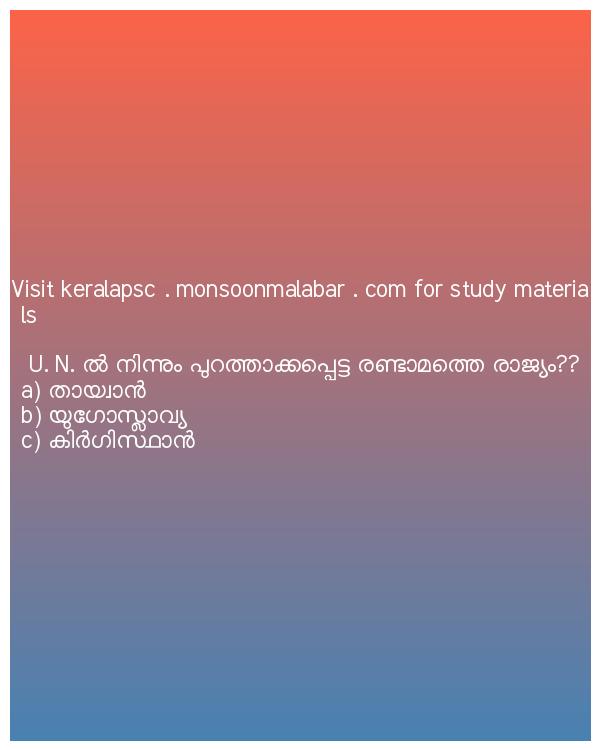 Visit keralapsc . monsoonmalabar . com for study materia
ls
U. N. ൽ നിന്നും പുറത്താക്കപ്പെട്ട രണ്ടാമത്തെ രാജ്യം??
a) തായ്വാൻ
b) യുഗോസ്ലാവ്യ
c) കിർഗിസ്ഥാൻ